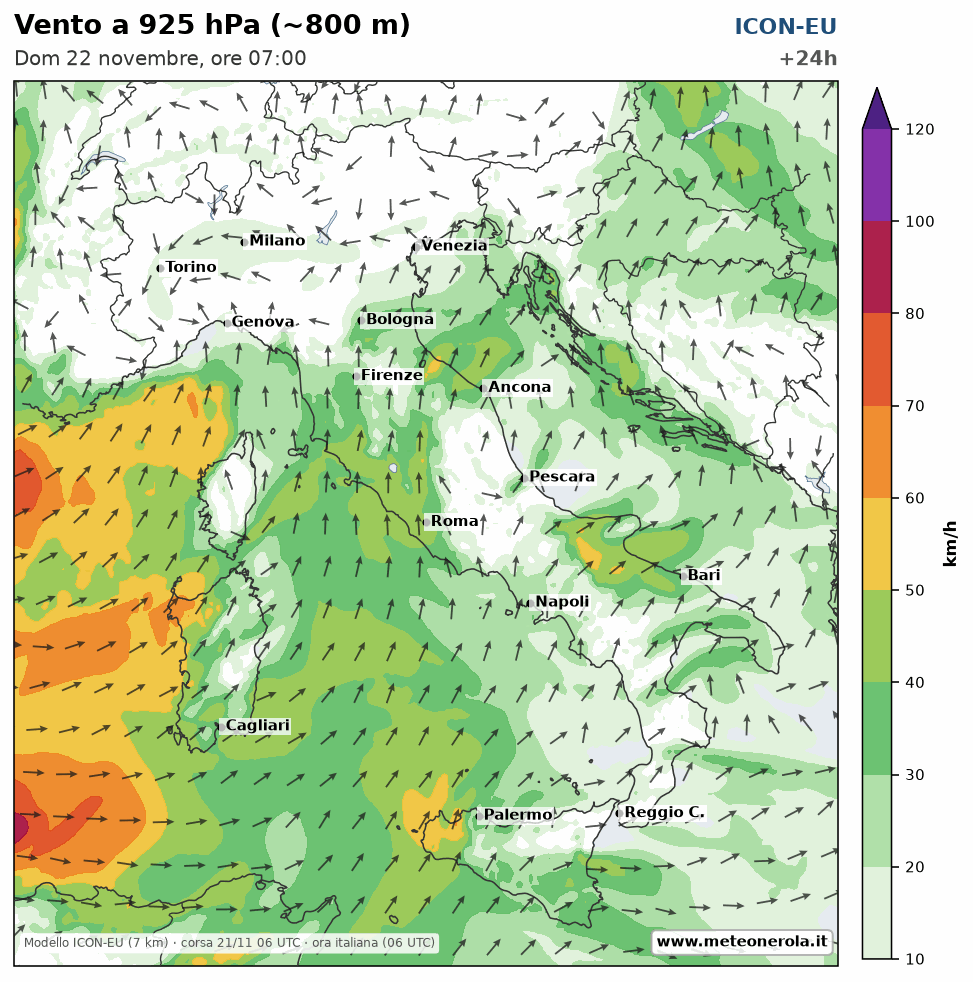 Vento a 925 hPa (~800 m)
ICON-EU
Dom 22 novembre, ore 07:00
+24h
Milano
Venezia
Torino
Genova
Bologna
Firenze
Ancona
Pescara
Roma
Bari
Napoli
Cagliari
Palermo
Reggio C.
120
100
80
70
60
50
40
30
20
10
km/h
Modello ICON-EU (7 km) · corsa 21/11 06 UTC · ora italiana (06 UTC)
www.meteonerola.it